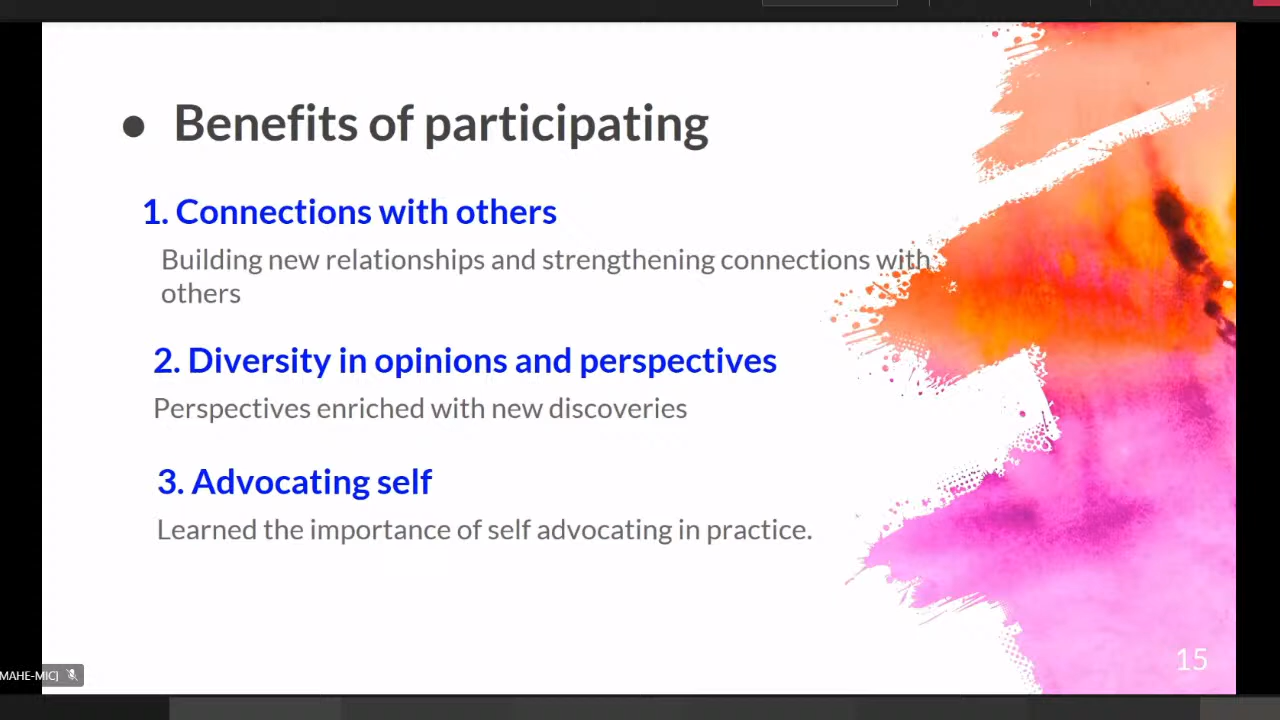 ● Benefits of participating
1. Connections with others
Building new relationships and strengthening connections with
others
2. Diversity in opinions and perspectives
Perspectives enriched with new discoveries
3. Advocating self
Learned the importance of self advocating in practice.
15
MAHE-MIC]